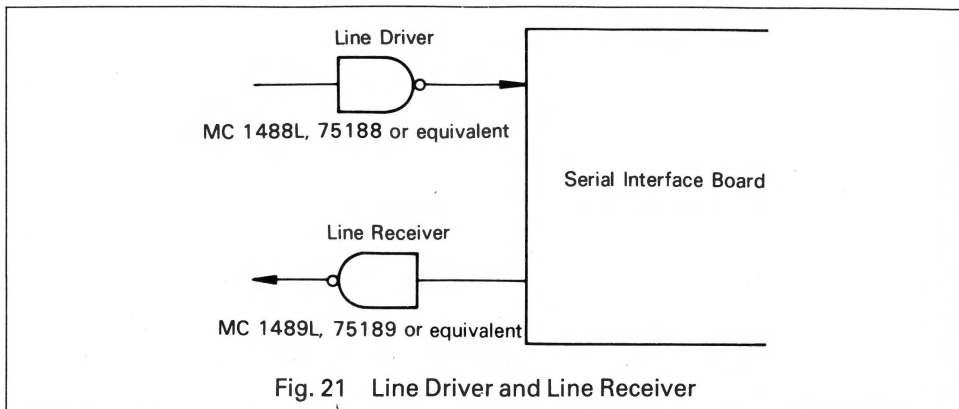 Line Driver
MC 1488L, 75188 or equivalent
Serial Interface Board
Line Receiver
MC 1489L, 75189 or equivalent
Fig. 21 Line Driver and Line Receiver